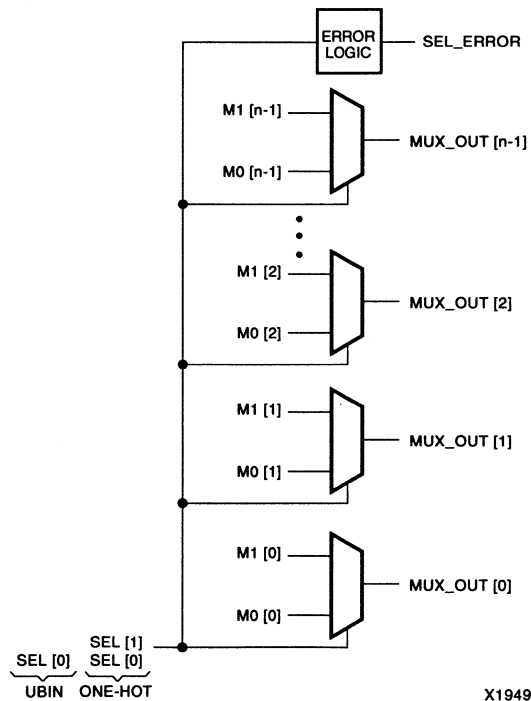 ERROR
LOGIC
SEL_ERROR
M1 [n-1]
MUX_OUT [n-1]
M0 [n-1]
M1 [2]
MUX_OUT [2]
M0 [2]
M1 [1]
MUX_OUT [1]
M0 [1]
M1 [0]
MUX_OUT [0]
M0 [0]
SEL [1]
SEL [0] SEL [0]
UBIN ONE-HOT
X1949